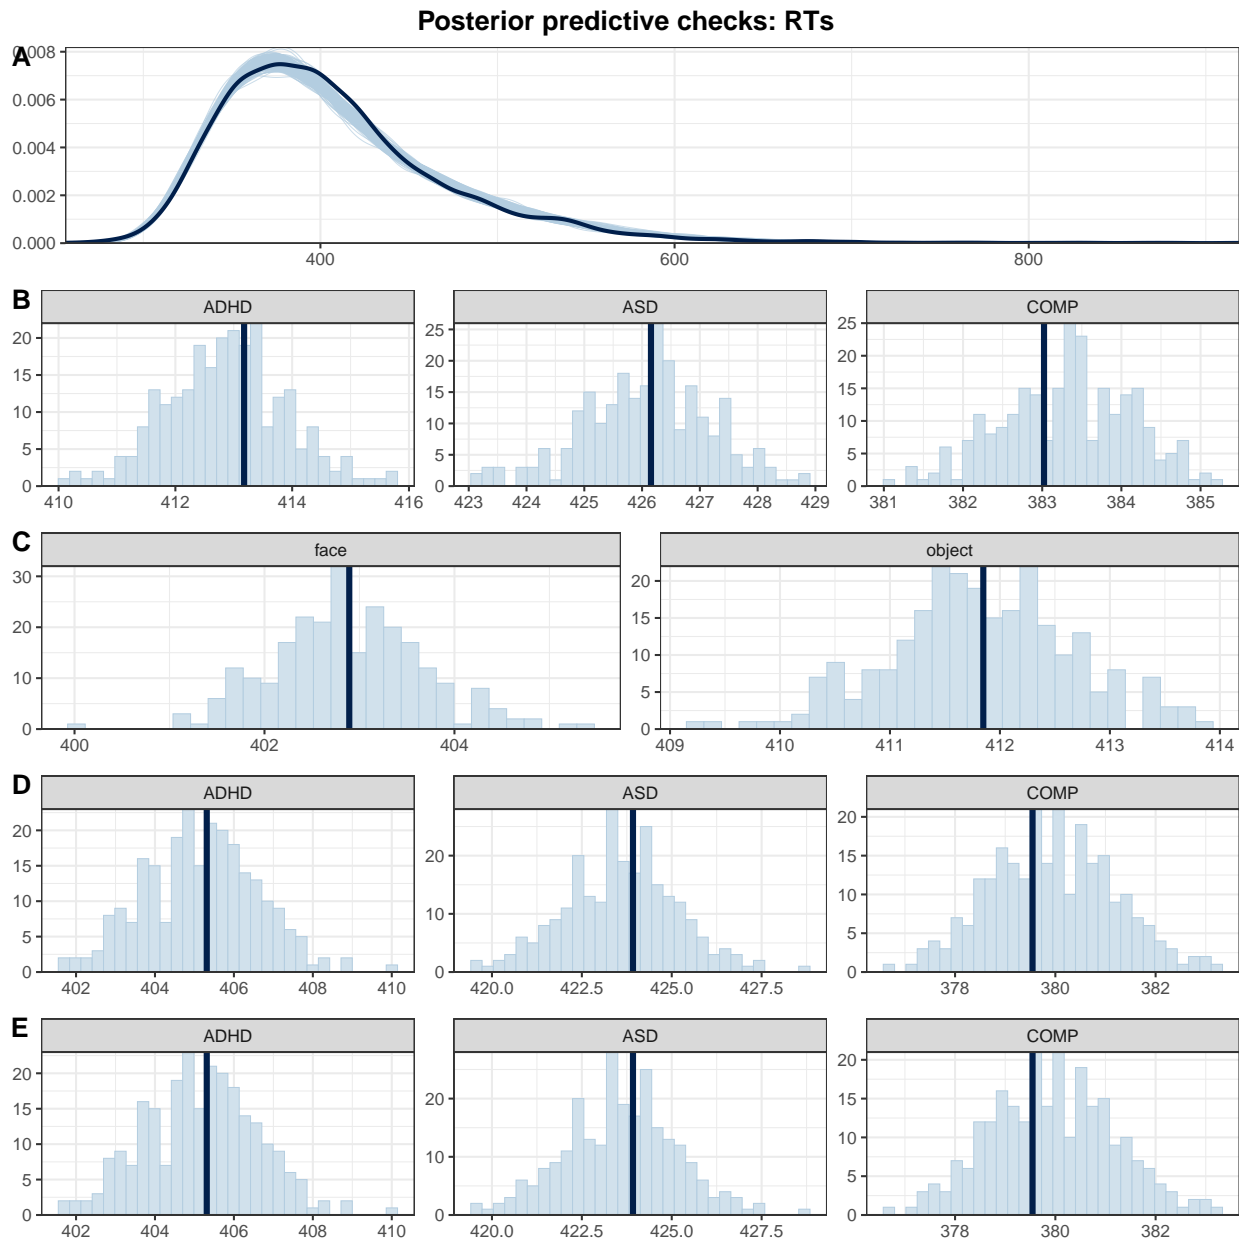 Posterior predictive checks: RTs
A
0.008
0.006
0.004
0.002
0.000
400 600 800
B
ADHD ASD COMP
20
15
10
5
0
25
20
15
10
5
0
25
20
15
10
5
0
410 412 414 416
423 424 425 426 427 428 429
381 382 383 384 385
C
face object
30
20
10
0
20
15
10
5
0
400 402 404
409 410 411 412 413 414
D
ADHD ASD COMP
20
15
10
5
0
20
10
0
20
15
10
5
0
402 404 406 408 410
420.0 422.5 425.0 427.5
378 380 382
E
ADHD ASD COMP
20
15
10
5
0
20
10
0
20
15
10
5
0
402 404 406 408 410
420.0 422.5 425.0 427.5
378 380 382